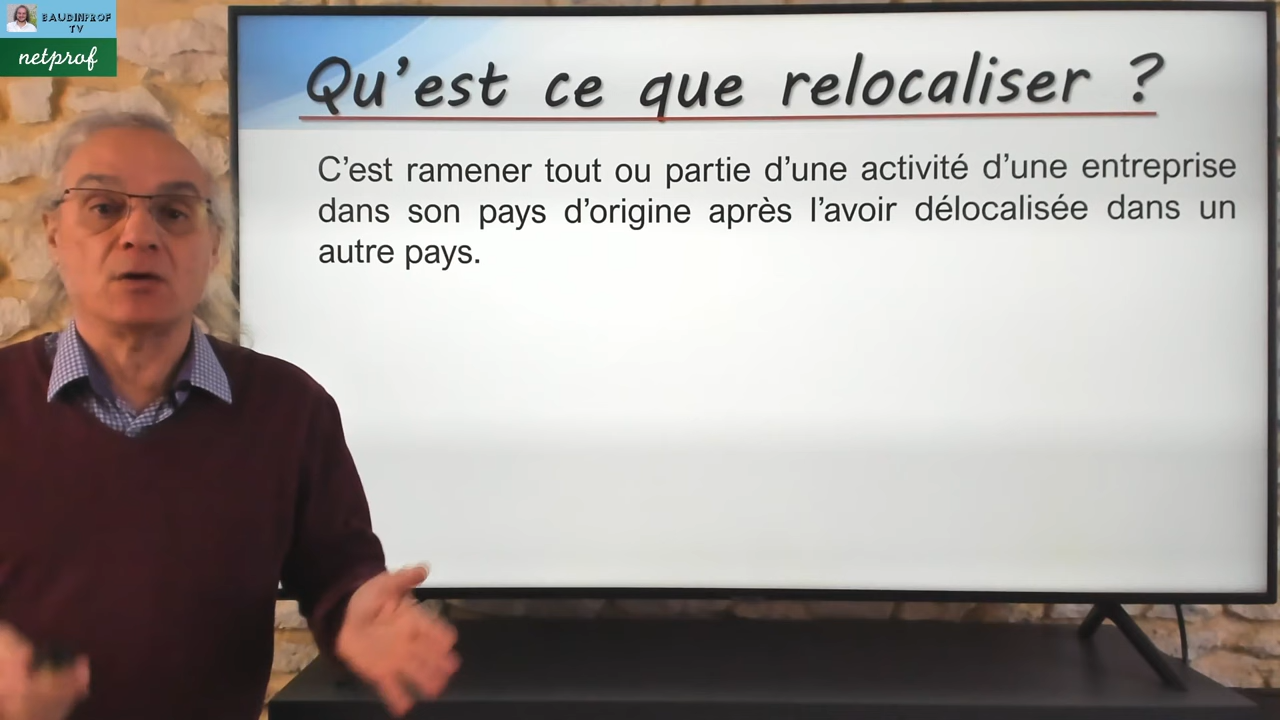 BAUDINPROF
TV
netprof
Qu'est ce que relocaliser ?
C'est ramener tout ou partie d'une activité d'une entreprise
dans son pays d'origine après l'avoir délocalisée dans un
autre pays.